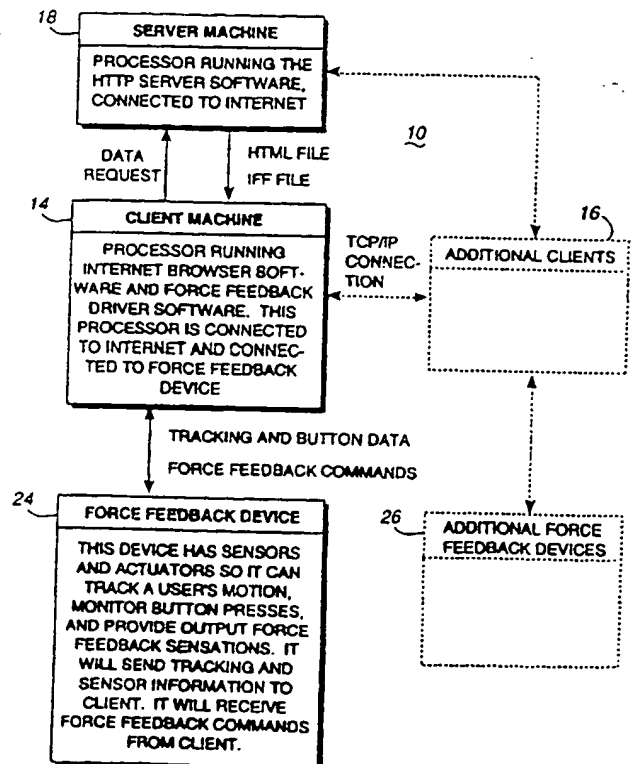 18
SERVER MACHINE
PROCESSOR RUNNING THE
HTTP SERVER SOFTWARE,
CONNECTED TO INTERNET
10
DATA
REQUEST
HTML FILE
IFF FILE
14
CLIENT MACHINE
PROCESSOR RUNNING
INTERNET BROWSER SOFT-
WARE AND FORCE FEEDBACK
DRIVER SOFTWARE. THIS
PROCESSOR IS CONNECTED
TO INTERNET AND CONNEC-
TED TO FORCE FEEDBACK
DEVICE
TCP/IP
CONNEC-
TION
16
ADDITIONAL CLIENTS
TRACKING AND BUTTON DATA
FORCE FEEDBACK COMMANDS
24
FORCE FEEDBACK DEVICE
THIS DEVICE HAS SENSORS
AND ACTUATORS SO IT CAN
TRACK A USER'S MOTION,
MONITOR BUTTON PRESSES,
AND PROVIDE OUTPUT FORCE
FEEDBACK SENSATIONS. IT
WILL SEND TRACKING AND
SENSOR INFORMATION TO
CLIENT. IT WILL RECEIVE
FORCE FEEDBACK COMMANDS
FROM CLIENT.
26
ADDITIONAL FORCE
FEEDBACK DEVICES